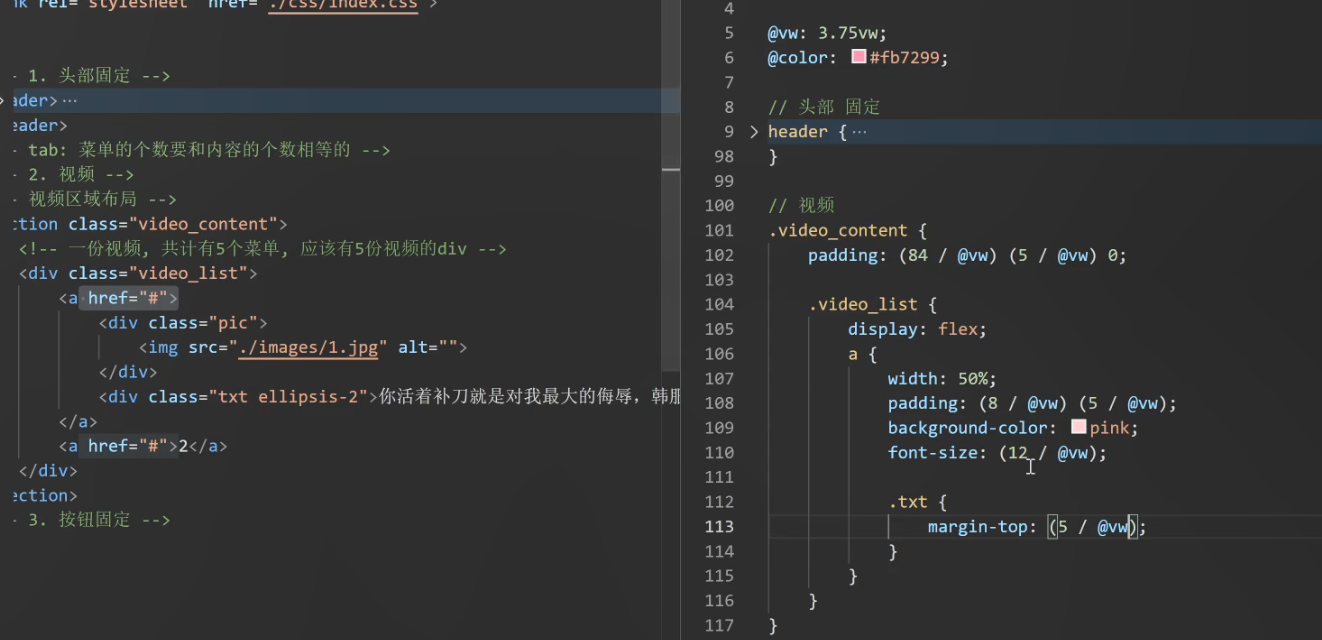 nk rel="stylesheet" href="./css/index.css">
- 1. 头部固定 -->
ader>···
eader>
- tab: 菜单的个数要和内容的个数相等的 -->
- 2. 视频 -->
- 视频区域布局 -->
ction class="video_content">
<!-- 一份视频, 共计有5个菜单, 应该有5份视频的div -->
<div class="video_list">
<a href="#">
<div class="pic">
<img src="./images/1.jpg" alt="">
</div>
<div class="txt ellipsis-2">你活着补刀就是对我最大的侮辱，韩服
</a>
<a href="#">2</a>
</div>
ection>
- 3. 按钮固定 -->
4
5 @vw: 3.75vw;
6 @color: #fb7299;
7
8 // 头部 固定
9 header {···
98 }
99
100 // 视频
101 .video_content {
102 padding: (84 / @vw) (5 / @vw) 0;
103
104 .video_list {
105 display: flex;
106 a {
107 width: 50%;
108 padding: (8 / @vw) (5 / @vw);
109 background-color: pink;
110 font-size: (12 / @vw);
111
112 .txt {
113 margin-top: (5 / @vw);
114 }
115 }
116 }
117 }